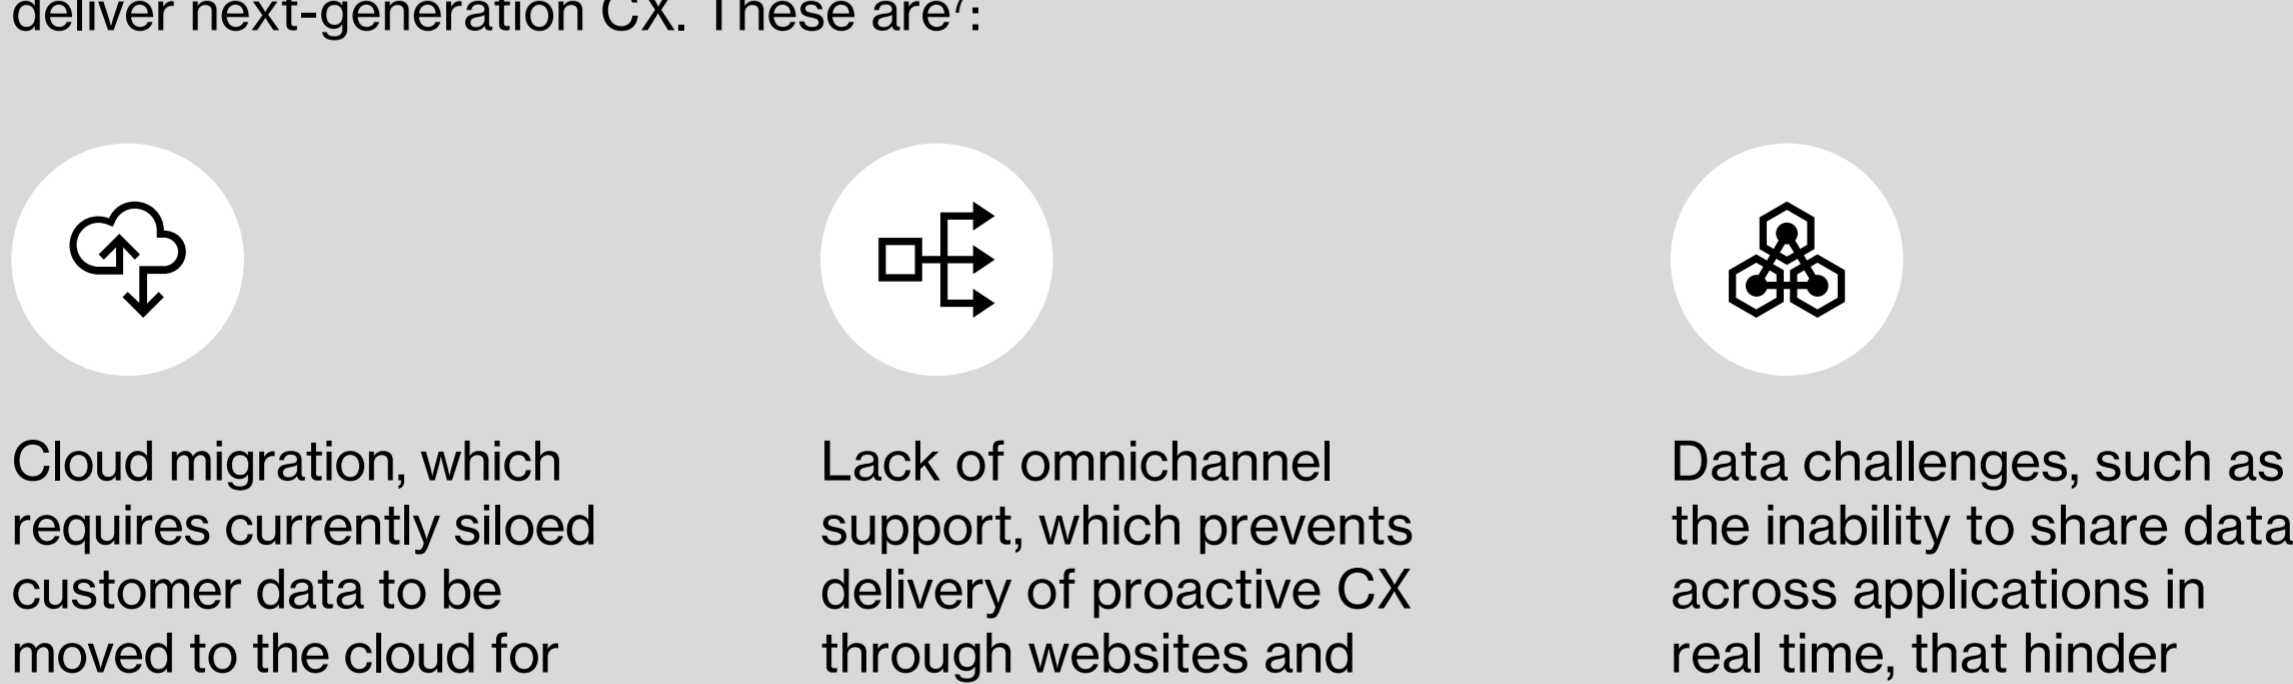 deliver next-generation CX. These are⁷:
Cloud migration, which
requires currently siloed
customer data to be
moved to the cloud for
Lack of omnichannel
support, which prevents
delivery of proactive CX
through websites and
Data challenges, such as
the inability to share data
across applications in
real time, that hinder